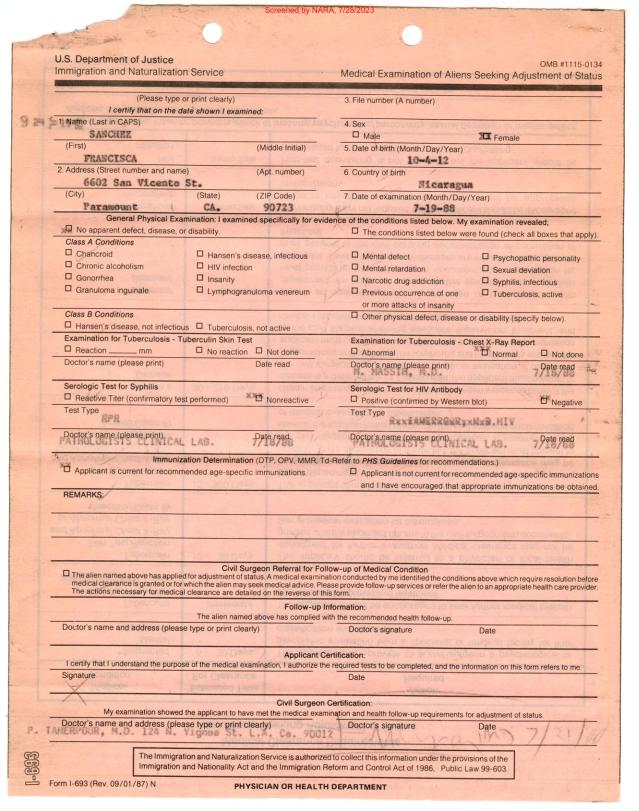 Screened by NARA, 7/28/2023
U.S. Department of Justice
Immigration and Naturalization Service
OMB #1115-0134
Medical Examination of Aliens Seeking Adjustment of Status
(Please type or print clearly)
I certify that on the date shown I examined:
3. File number (A number)
1. Name (Last in CAPS)
SANCHEZ
4. Sex
☐ Male XX Female
(First) (Middle Initial)
FRANCISCA
5. Date of birth (Month/Day/Year)
10-4-12
2. Address (Street number and name) (Apt. number)
6602 San Vicente St.
6. Country of birth
Nicaragua
(City) (State) (ZIP Code)
Paramount CA. 90723
7. Date of examination (Month/Day/Year)
7-19-88
General Physical Examination: I examined specifically for evidence of the conditions listed below. My examination revealed;
☐ No apparent defect, disease, or disability.
☐ The conditions listed below were found (check all boxes that apply).
Class A Conditions
☐ Chancroid ☐ Hansen's disease, infectious ☐ Mental defect ☐ Psychopathic personality
☐ Chronic alcoholism ☐ HIV infection ☐ Mental retardation ☐ Sexual deviation
☐ Gonorrhea ☐ Insanity ☐ Narcotic drug addiction ☐ Syphilis, infectious
☐ Granuloma inguinale ☐ Lymphogranuloma venereum ☐ Previous occurrence of one ☐ Tuberculosis, active
or more attacks of insanity
Class B Conditions
☐ Other physical defect, disease or disability (specify below).
☐ Hansen's disease, not infectious ☐ Tuberculosis, not active
Examination for Tuberculosis - Tuberculin Skin Test
☐ Reaction ______ mm ☐ No reaction ☐ Not done
Doctor's name (please print) Date read
Examination for Tuberculosis - Chest X-Ray Report
☐ Abnormal xxx ☐ Normal ☐ Not done
Doctor's name (please print) Date read
N. NASSIR, M.D. 7/18/88
Serologic Test for Syphilis
☐ Reactive Titer (confirmatory test performed) xxx ☐ Nonreactive
Test Type
RPR
Doctor's name (please print) Date read
PATHOLOGISTS CLINICAL LAB. 7/18/88
Serologic Test for HIV Antibody
☐ Positive (confirmed by Western blot) ☐ Negative
Test Type
HIV
Doctor's name (please print) Date read
PATHOLOGISTS CLINICAL LAB. 7/18/88
Immunization Determination (DTP, OPV, MMR, Td-Refer to PHS Guidelines for recommendations.)
☐ Applicant is current for recommended age-specific immunizations.
☐ Applicant is not current for recommended age-specific immunizations
and I have encouraged that appropriate immunizations be obtained.
REMARKS:
Civil Surgeon Referral for Follow-up of Medical Condition
☐ The alien named above has applied for adjustment of status. A medical examination conducted by me identified the conditions above which require resolution before
medical clearance is granted or for which the alien may seek medical advice. Please provide follow-up services or refer the alien to an appropriate health care provider.
The actions necessary for medical clearance are detailed on the reverse of this form.
Follow-up Information:
The alien named above has complied with the recommended health follow-up.
Doctor's name and address (please type or print clearly) Doctor's signature Date
Applicant Certification:
I certify that I understand the purpose of the medical examination, I authorize the required tests to be completed, and the information on this form refers to me.
Signature Date
X
Civil Surgeon Certification:
My examination showed the applicant to have met the medical examination and health follow-up requirements for adjustment of status.
Doctor's name and address (please type or print clearly) Doctor's signature Date
P. TAHERPOUR, M.D. 124 N. Vignes St. L.A. Ca. 90012
The Immigration and Naturalization Service is authorized to collect this information under the provisions of the
Immigration and Nationality Act and the Immigration Reform and Control Act of 1986, Public Law 99-603.
I-693
Form I-693 (Rev. 09/01/87) N
PHYSICIAN OR HEALTH DEPARTMENT